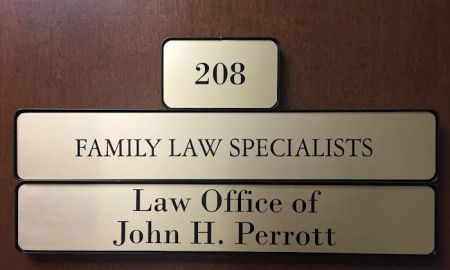 208
FAMILY LAW SPECIALISTS
Law Office of
John H. Perrott